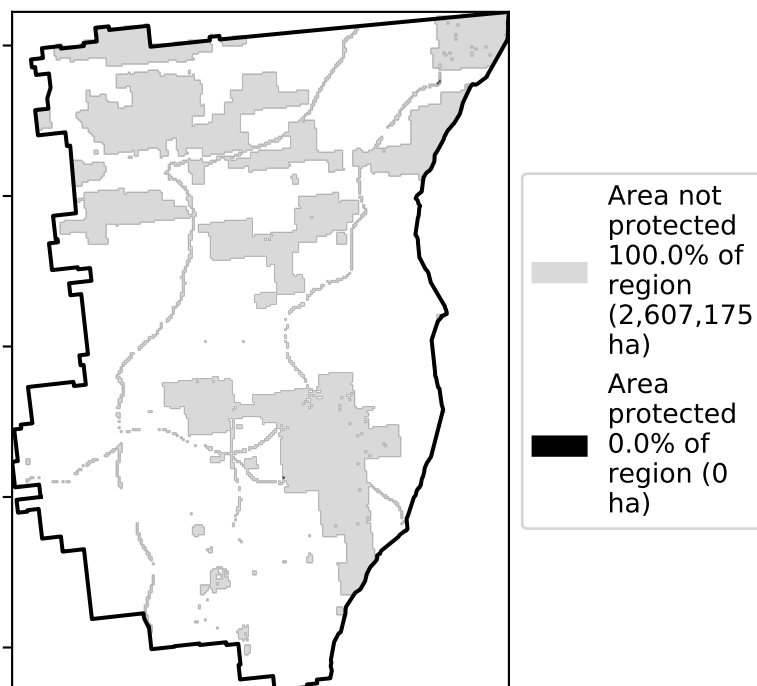 Area not
protected
100.0% of
region
(2,607,175
ha)
Area
protected
0.0% of
region (0
ha)